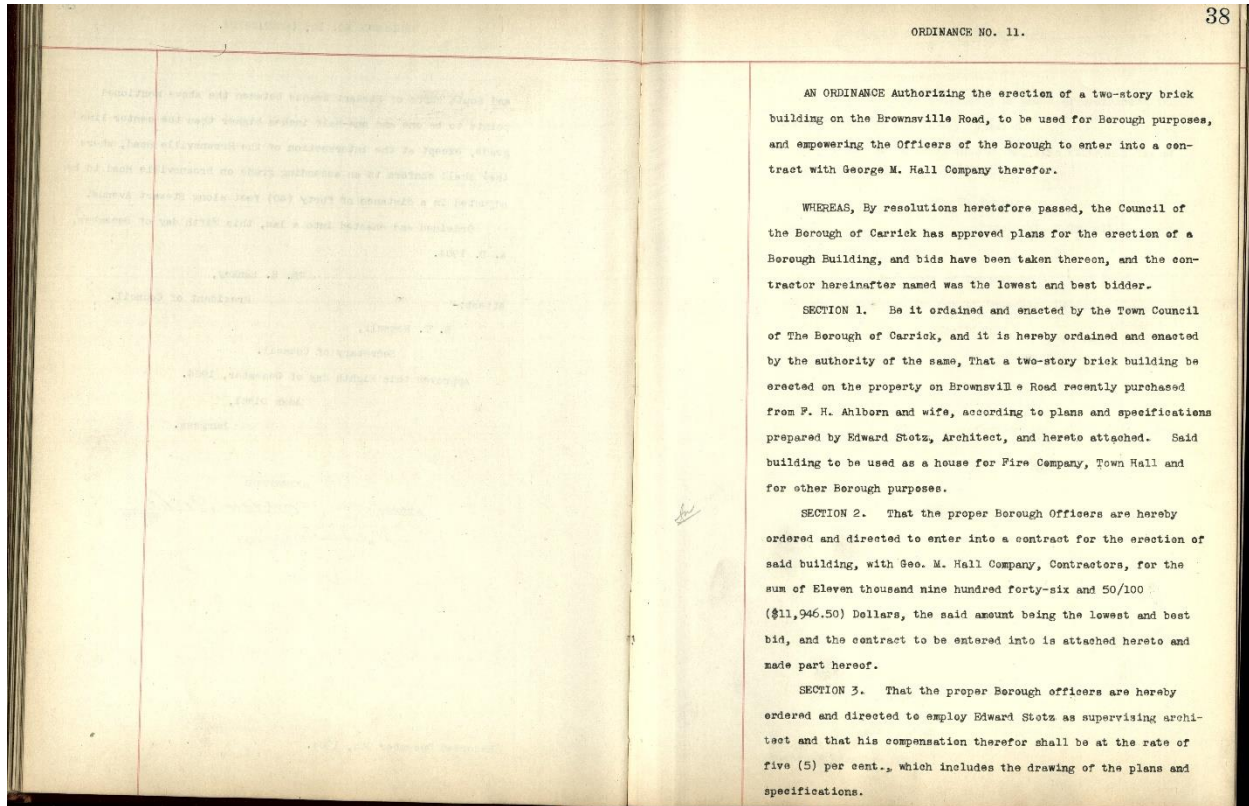 38
ORDINANCE NO. 11.
AN ORDINANCE Authorizing the erection of a two-story brick
building on the Brownsville Road, to be used for Borough purposes,
and empowering the Officers of the Borough to enter into a con-
tract with George M. Hall Company therefor.
WHEREAS, By resolutions heretofore passed, the Council of
the Borough of Carrick has approved plans for the erection of a
Borough Building, and bids have been taken thereon, and the con-
tractor hereinafter named was the lowest and best bidder.
SECTION 1. Be it ordained and enacted by the Town Council
of The Borough of Carrick, and it is hereby ordained and enacted
by the authority of the same, That a two-story brick building be
erected on the property on Brownsville Road recently purchased
from F. H. Ahlborn and wife, according to plans and specifications
prepared by Edward Stotz, Architect, and hereto attached. Said
building to be used as a house for Fire Company, Town Hall and
for other Borough purposes.
SECTION 2. That the proper Borough Officers are hereby
ordered and directed to enter into a contract for the erection of
said building, with Geo. M. Hall Company, Contractors, for the
sum of Eleven thousand nine hundred forty-six and 50/100
($11,946.50) Dollars, the said amount being the lowest and best
bid, and the contract to be entered into is attached hereto and
made part hereof.
SECTION 3. That the proper Borough officers are hereby
ordered and directed to employ Edward Stotz as supervising archi-
tect and that his compensation therefor shall be at the rate of
five (5) per cent., which includes the drawing of the plans and
specifications.